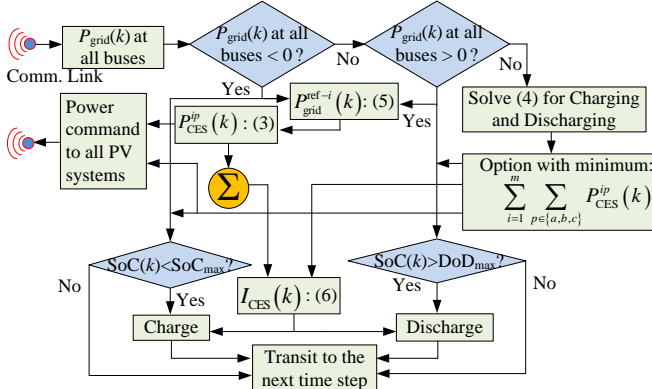 P_grid(k) at
all buses
Comm. Link
P_grid(k) at all
buses < 0 ?
No
P_grid(k) at all
buses > 0 ?
No
Yes
P_grid^ref-i(k) : (5)
Yes
Solve (4) for Charging
and Discharging
Power
command
to all PV
systems
P_CES^ip(k) : (3)
Σ
Option with minimum:
∑_{i=1}^{m} ∑_{p∈{a,b,c}} P_CES^ip(k)
SoC(k)<SoC_max?
No
Yes
I_CES(k) : (6)
SoC(k)>DoD_max?
Yes
No
Charge
Discharge
Transit to the
next time step